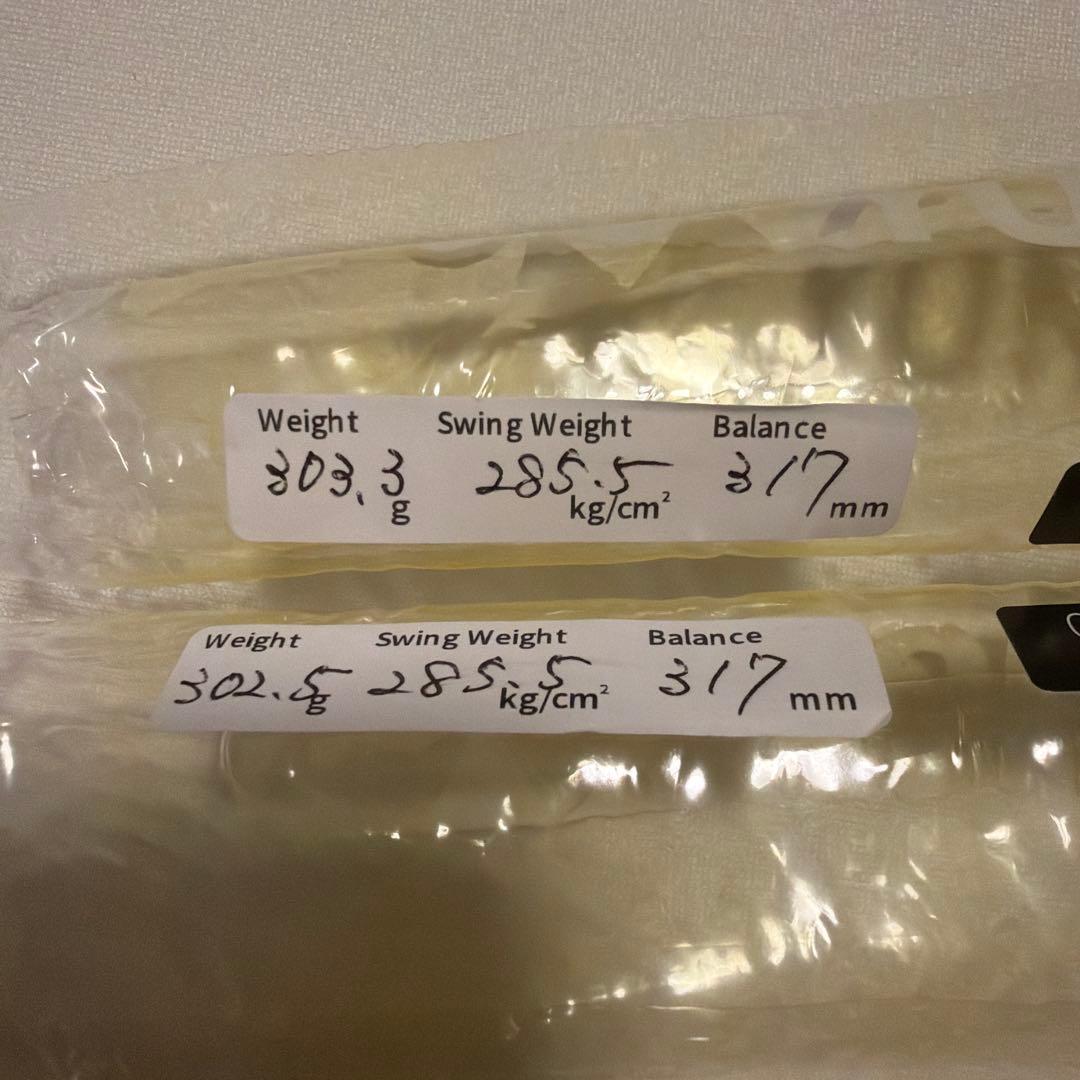 Weight Swing Weight Balance
303.3 g 285.5 kg/cm² 317 mm
Weight Swing Weight Balance
302.5 g 285.5 kg/cm² 317 mm